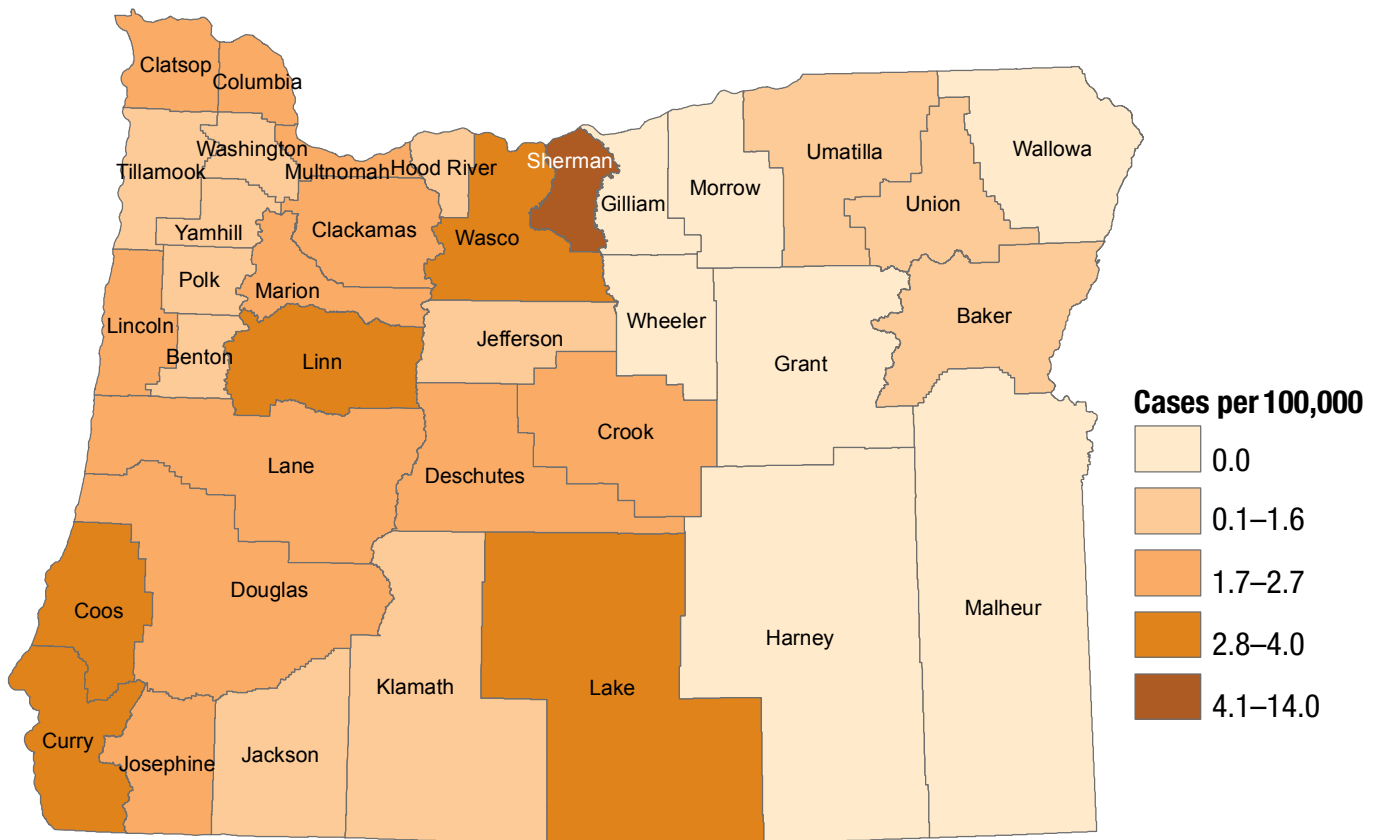 Clatsop
Columbia
Washington
Tillamook
Multnomah
Hood River
Sherman
Umatilla
Wallowa
Gilliam
Morrow
Union
Yamhill
Clackamas
Wasco
Polk
Marion
Lincoln
Jefferson
Wheeler
Baker
Benton
Linn
Grant
Crook
Lane
Deschutes
Douglas
Coos
Malheur
Harney
Klamath
Lake
Curry
Josephine
Jackson
Cases per 100,000
0.0
0.1–1.6
1.7–2.7
2.8–4.0
4.1–14.0